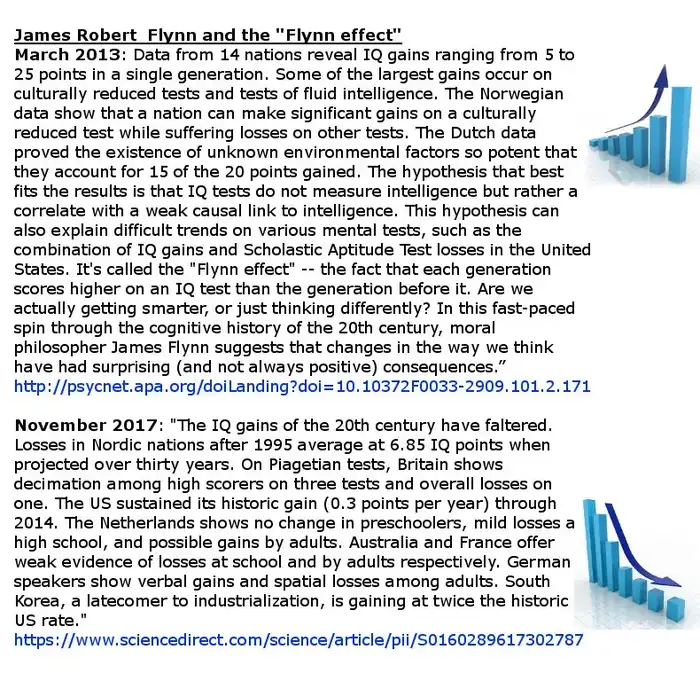 James Robert  Flynn and the "Flynn effect"
March 2013: Data from 14 nations reveal IQ gains ranging from 5 to
25 points in a single generation. Some of the largest gains occur on
culturally reduced tests and tests of fluid intelligence. The Norwegian
data show that a nation can make significant gains on a culturally
reduced test while suffering losses on other tests. The Dutch data
proved the existence of unknown environmental factors so potent that
they account for 15 of the 20 points gained. The hypothesis that best
fits the results is that IQ tests do not measure intelligence but rather a
correlate with a weak causal link to intelligence. This hypothesis can
also explain difficult trends on various mental tests, such as the
combination of IQ gains and Scholastic Aptitude Test losses in the United
States. It's called the "Flynn effect" -- the fact that each generation
scores higher on an IQ test than the generation before it. Are we
actually getting smarter, or just thinking differently? In this fast-paced
spin through the cognitive history of the 20th century, moral
philosopher James Flynn suggests that changes in the way we think
have had surprising (and not always positive) consequences.”
http://psycnet.apa.org/doiLanding?doi=10.10372F0033-2909.101.2.171
November 2017: "The IQ gains of the 20th century have faltered.
Losses in Nordic nations after 1995 average at 6.85 IQ points when
projected over thirty years. On Piagetian tests, Britain shows
decimation among high scorers on three tests and overall losses on
one. The US sustained its historic gain (0.3 points per year) through
2014. The Netherlands shows no change in preschoolers, mild losses a
high school, and possible gains by adults. Australia and France offer
weak evidence of losses at school and by adults respectively. German
speakers show verbal gains and spatial losses among adults. South
Korea, a latecomer to industrialization, is gaining at twice the historic
US rate."
https://www.sciencedirect.com/science/article/pii/S0160289617302787